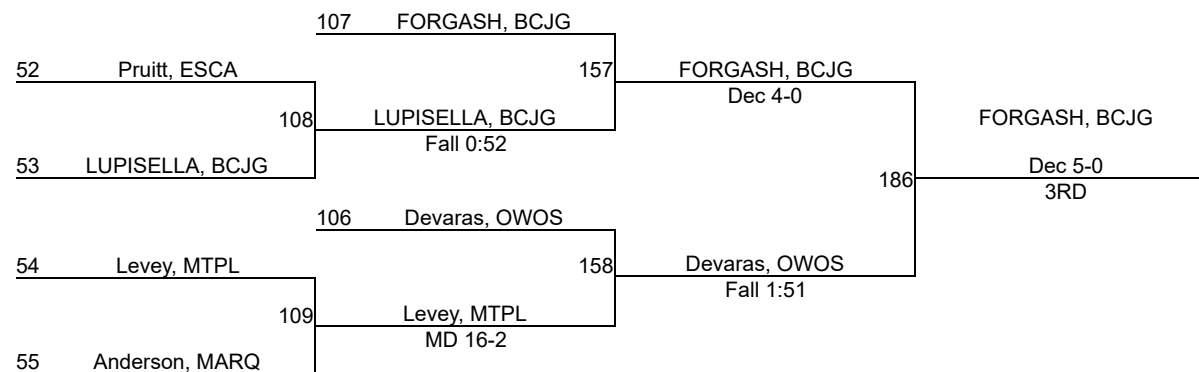 107 FORGASH, BCJG
52 Pruitt, ESCA
157 FORGASH, BCJG
Dec 4-0
108 LUPISELLA, BCJG
Fall 0:52
FORGASH, BCJG
53 LUPISELLA, BCJG
Dec 5-0
186
3RD
106 Devaras, OWOS
54 Levey, MTPL
158 Devaras, OWOS
Fall 1:51
109 Levey, MTPL
MD 16-2
55 Anderson, MARQ